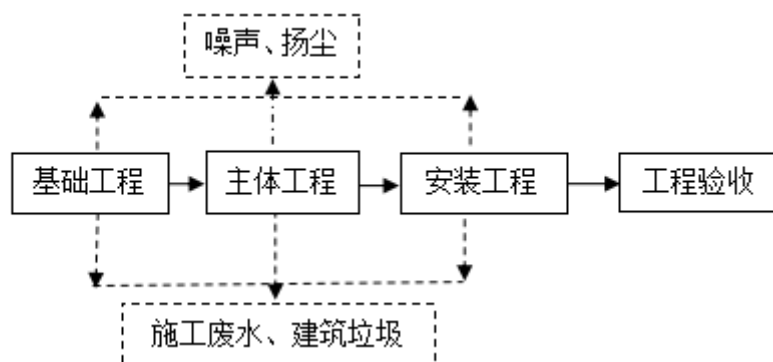 噪声、扬尘
基础工程
主体工程
安装工程
工程验收
施工废水、建筑垃圾